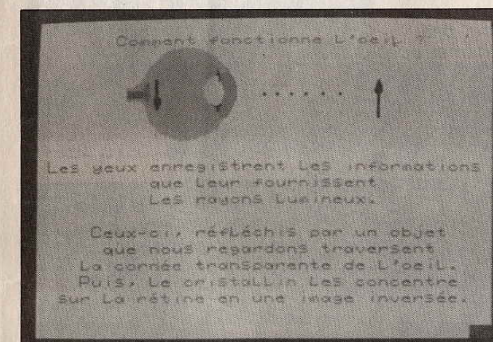 Comment fonctionne L'oeiL ?
Les yeux enregistrent Les informations
que Leur fournissent
Les rayons Lumineux.
Ceux-ci, réfLéchis par un objet
que nous regardons traversent
La cornée transparente de L'oeiL.
Puis, Le cristaLLin Les concentre
sur La rétine en une image inversée.